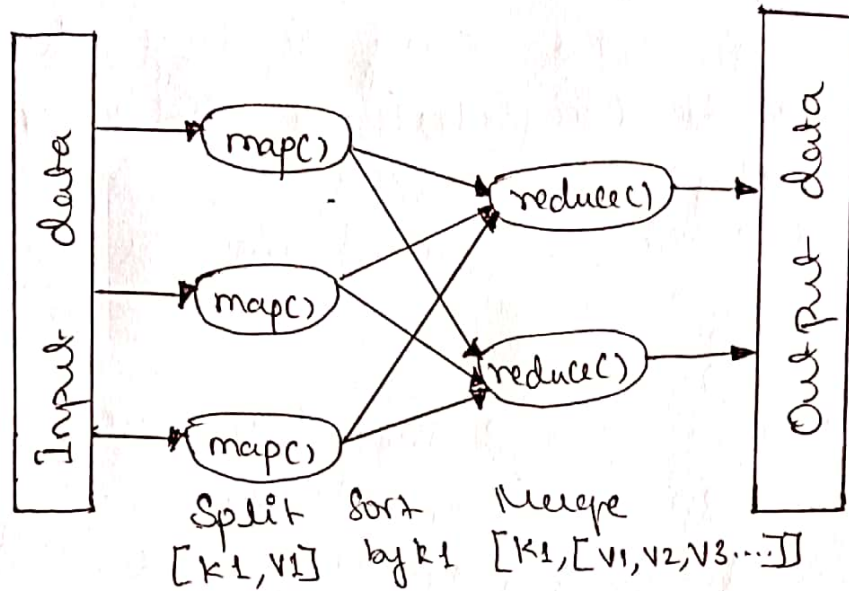 Input data
map()
map()
map()
reduce()
reduce()
Output data
Split Sort Merge
[K1, V1] by k1 [K1, [V1, V2, V3....]]